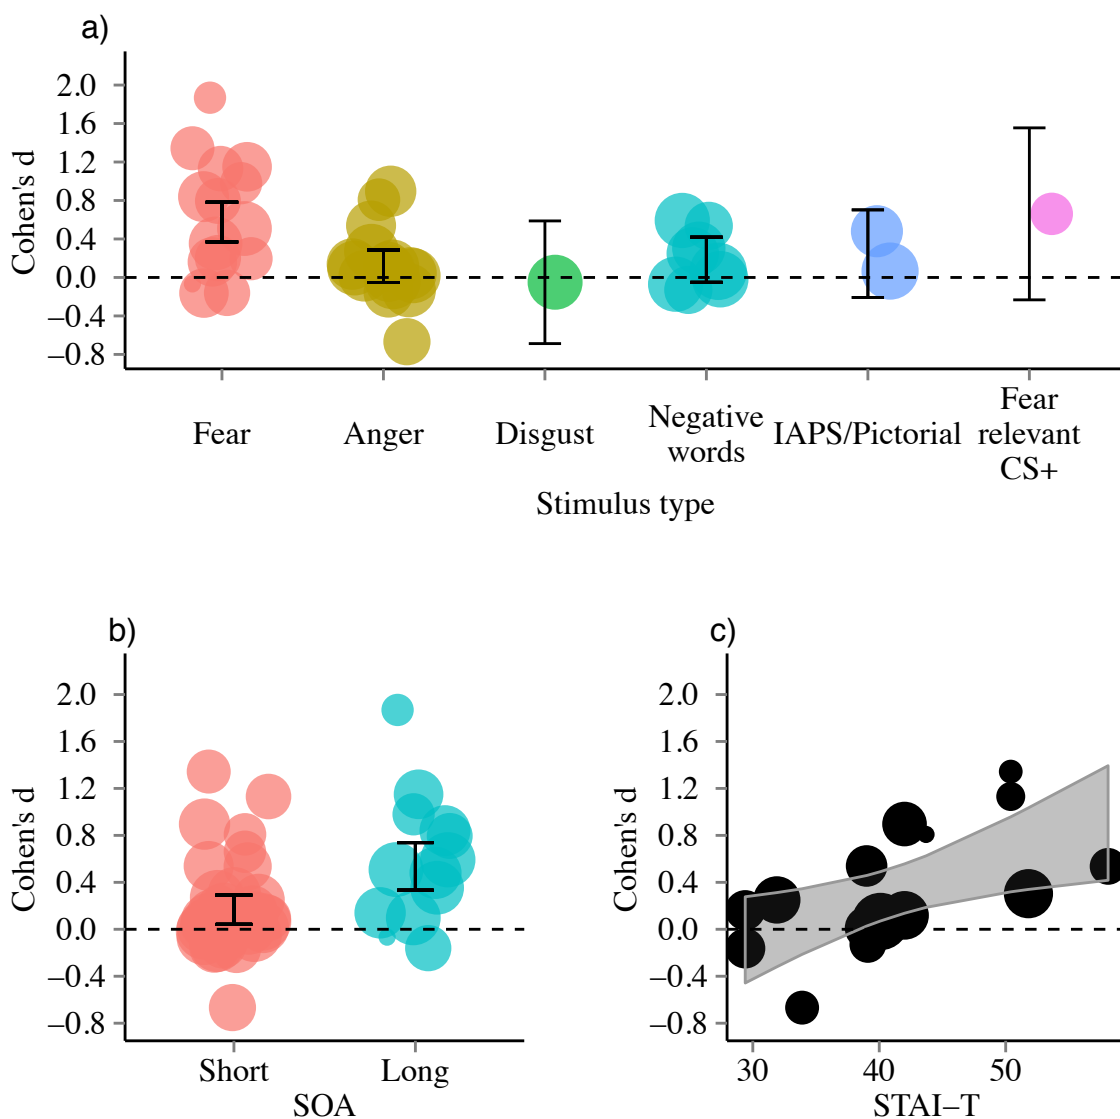 a)
Cohen's d
2.0
1.6
1.2
0.8
0.4
0.0
−0.4
−0.8
Fear
Anger
Disgust
Negative
words
IAPS/Pictorial
Fear
relevant
CS+
Stimulus type
b)
Cohen's d
2.0
1.6
1.2
0.8
0.4
0.0
−0.4
−0.8
Short
Long
SOA
c)
Cohen's d
2.0
1.6
1.2
0.8
0.4
0.0
−0.4
−0.8
30
40
50
STAI−T